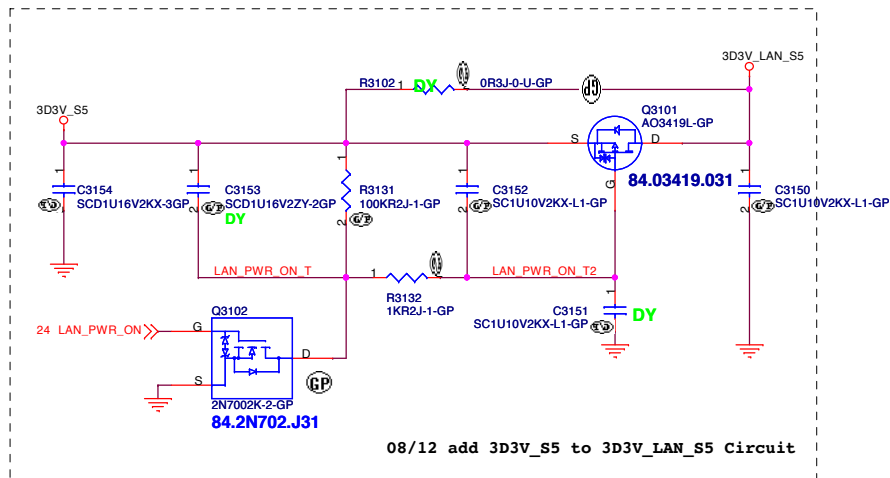 3D3V_LAN_S5
R3102 1 DY 0R3J-0-U-GP GP
3D3V_S5
Q3101
AO3419L-GP
S D
G
84.03419.031
1 2
C3154
SCD1U16V2KX-3GP
1 2
C3153
SCD1U16V2ZY-2GP
DY
1 2
R3131
100KR2J-1-GP
1 2
C3152
SC1U10V2KX-L1-GP
1 2
C3150
SC1U10V2KX-L1-GP
LAN_PWR_ON_T
1
R3132
1KR2J-1-GP
LAN_PWR_ON_T2
1
C3151
SC1U10V2KX-L1-GP
DY
Q3102
24 LAN_PWR_ON
G
D
S
GP
2N7002K-2-GP
84.2N702.J31
08/12 add 3D3V_S5 to 3D3V_LAN_S5 Circuit